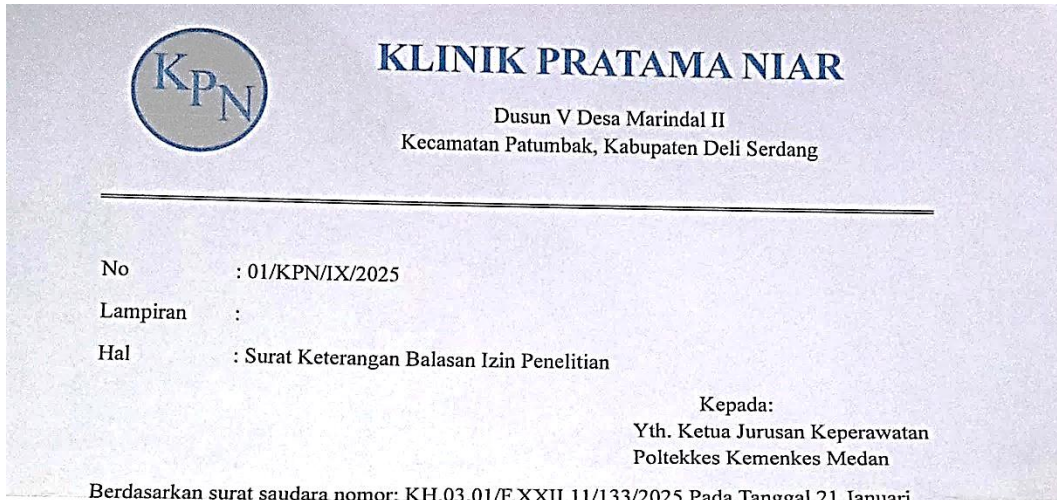 KPN
KLINIK PRATAMA NIAR
Dusun V Desa Marindal II
Kecamatan Patumbak, Kabupaten Deli Serdang
No : 01/KPN/IX/2025
Lampiran :
Hal : Surat Keterangan Balasan Izin Penelitian
Kepada:
Yth. Ketua Jurusan Keperawatan
Poltekkes Kemenkes Medan
Berdasarkan surat saudara nomor: KH.03.01/F.XXII.11/133/2025 Pada Tanggal 21 Januari